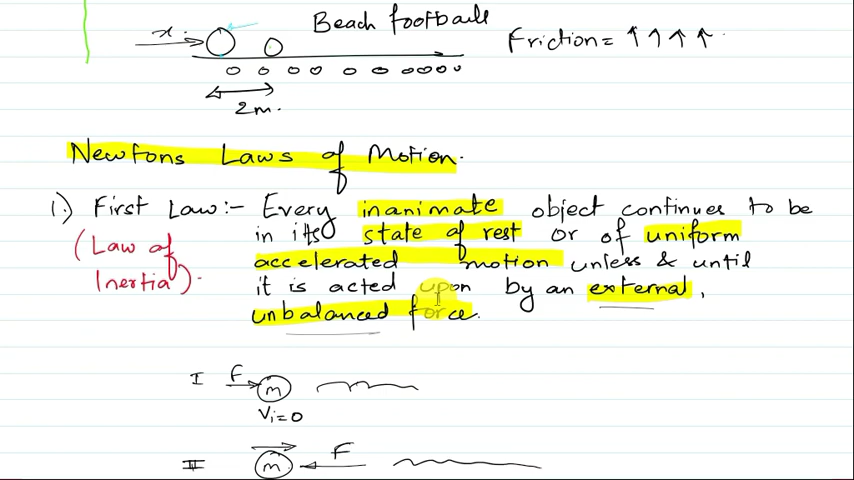 Beach footballs
x.
Friction = ↑ ↑ ↑ ↑
2m.
Newtons Laws of Motion.
1.) First Law:- Every inanimate object continues to be
(Law of Inertia).
in its state of rest or of uniform
accelerated motion unless & until
it is acted upon by an external,
unbalanced force.
I F m
Vi=0
II m F